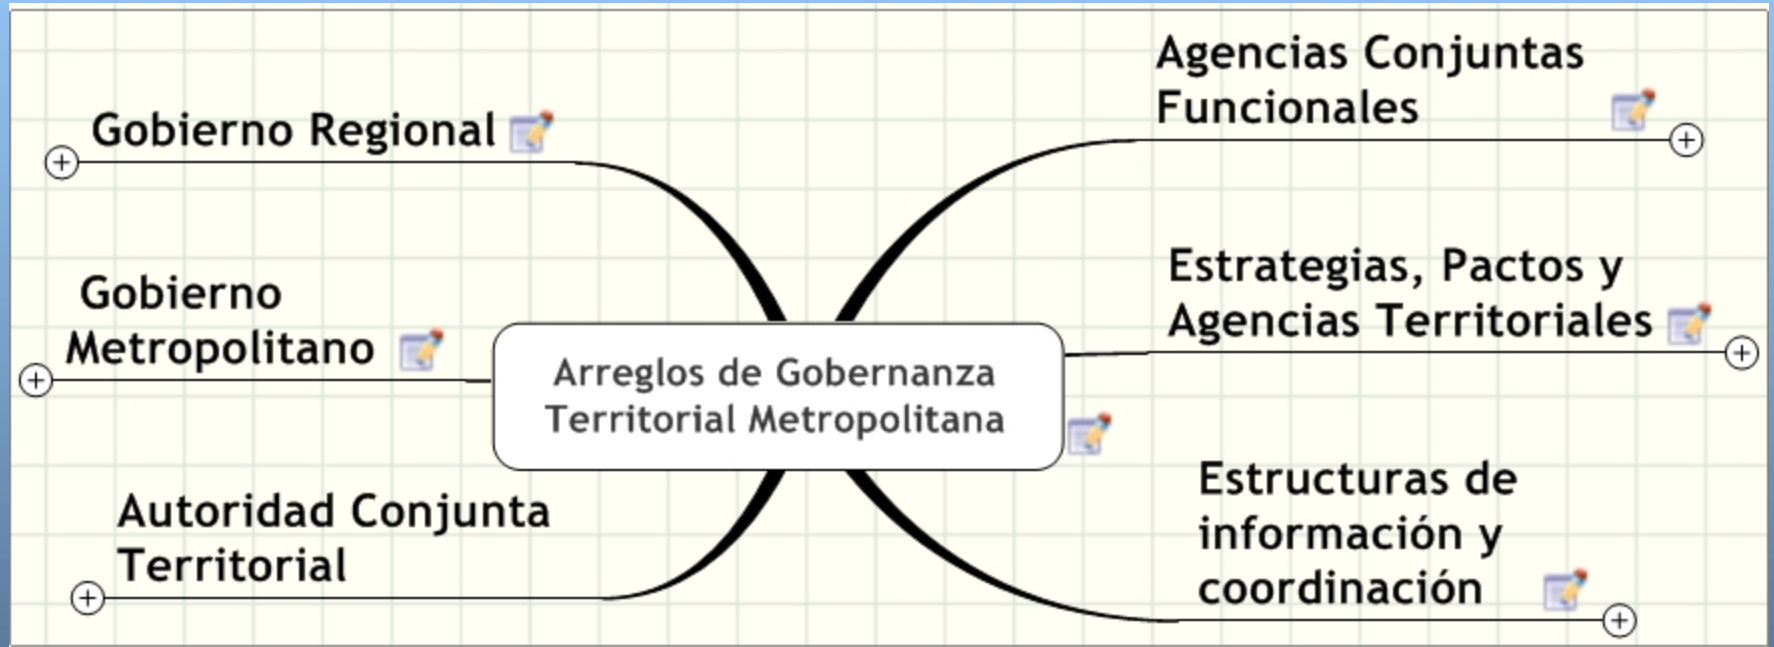 Agencias Conjuntas
Funcionales
Gobierno Regional
Estrategias, Pactos y
Agencias Territoriales
Gobierno
Metropolitano
Arreglos de Gobernanza
Territorial Metropolitana
Estructuras de
información y
coordinación
Autoridad Conjunta
Territorial